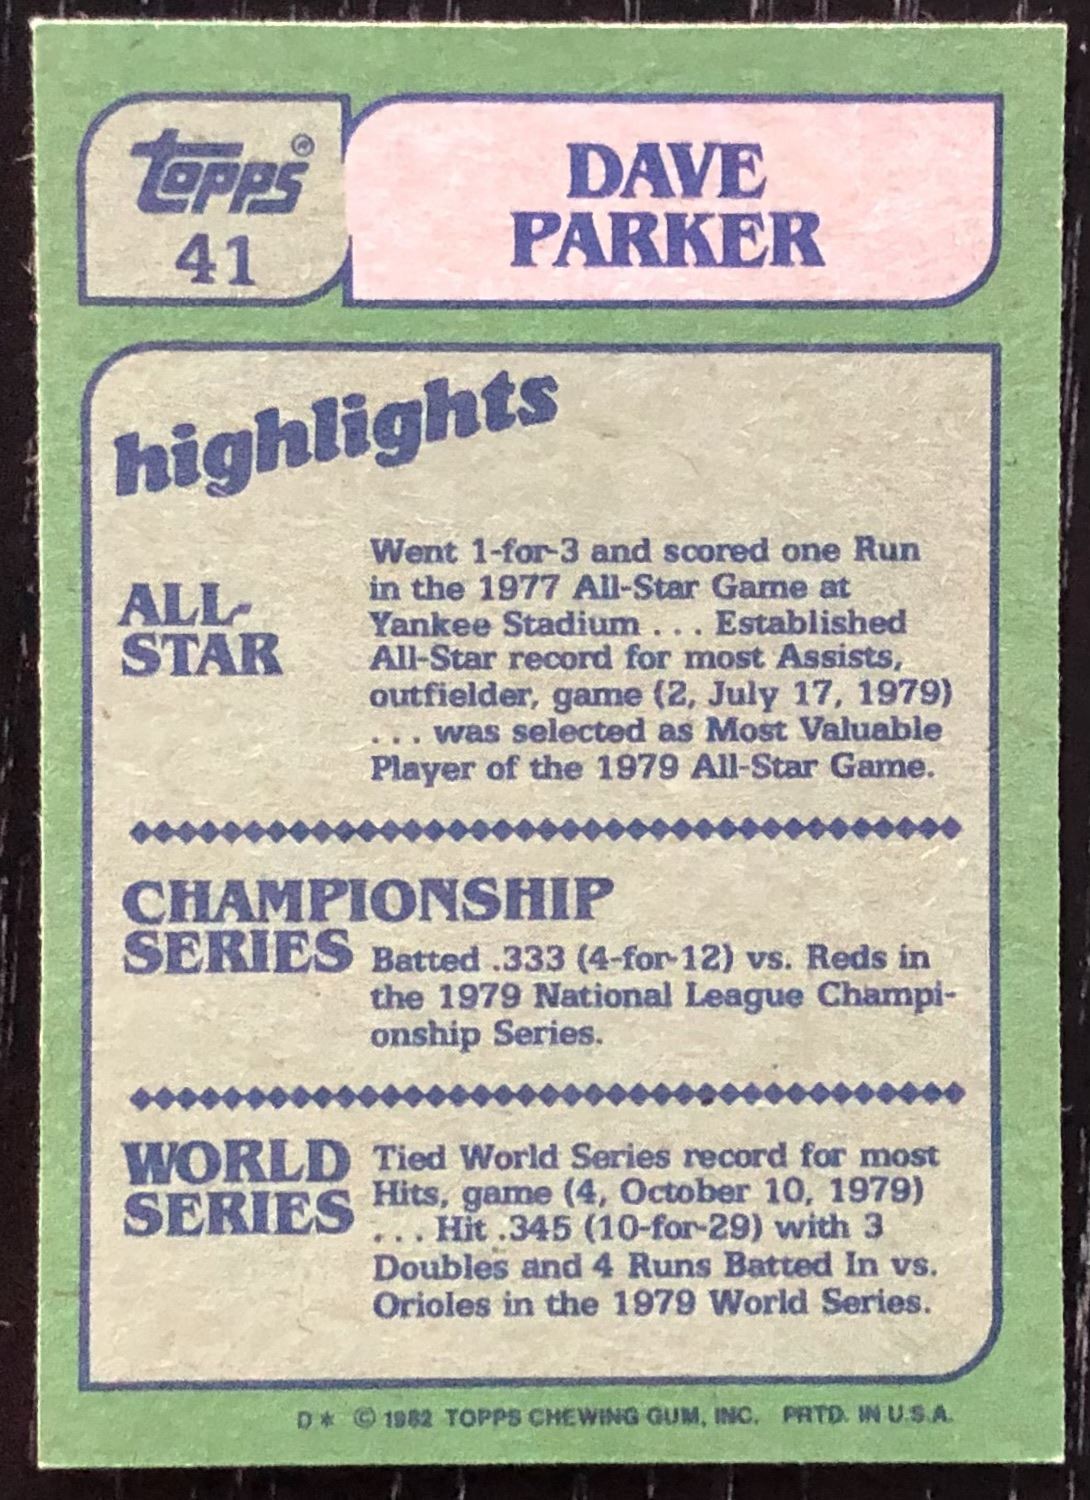 topps®
41
DAVE
PARKER
highlights
ALL-
STAR
Went 1-for-3 and scored one Run
in the 1977 All-Star Game at
Yankee Stadium . . . Established
All-Star record for most Assists,
outfielder, game (2, July 17, 1979)
. . . was selected as Most Valuable
Player of the 1979 All-Star Game.
CHAMPIONSHIP
SERIES
Batted .333 (4-for-12) vs. Reds in
the 1979 National League Champi-
onship Series.
WORLD
SERIES
Tied World Series record for most
Hits, game (4, October 10, 1979)
. . . Hit .345 (10-for-29) with 3
Doubles and 4 Runs Batted In vs.
Orioles in the 1979 World Series.
D* © 1982 TOPPS CHEWING GUM, INC. PRTD. IN U.S.A.